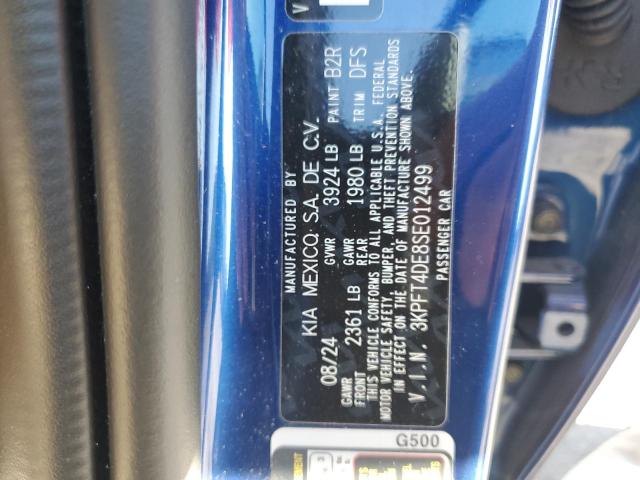 MANUFACTURED BY
KIA MEXICO, S.A. DE C.V.
08/24 GVWR 3924 LB PAINT B2R
GAWR FRONT 2361 LB GAWR REAR 1980 LB TRIM DFS
THIS VEHICLE CONFORMS TO ALL APPLICABLE U.S.A. FEDERAL
MOTOR VEHICLE SAFETY, BUMPER, AND THEFT PREVENTION STANDARDS
IN EFFECT ON THE DATE OF MANUFACTURE SHOWN ABOVE.
V.I.N. 3KPFT4DE8SE012499
PASSENGER CAR
G500
V